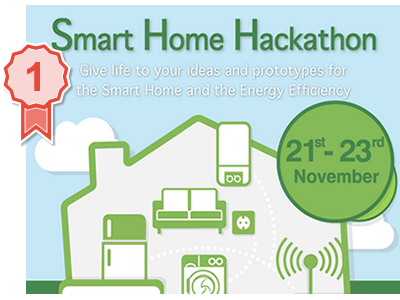 Smart Home Hackathon
1
Give life to your ideas and prototypes for
the Smart Home and the Energy Efficiency
21st - 23rd
November